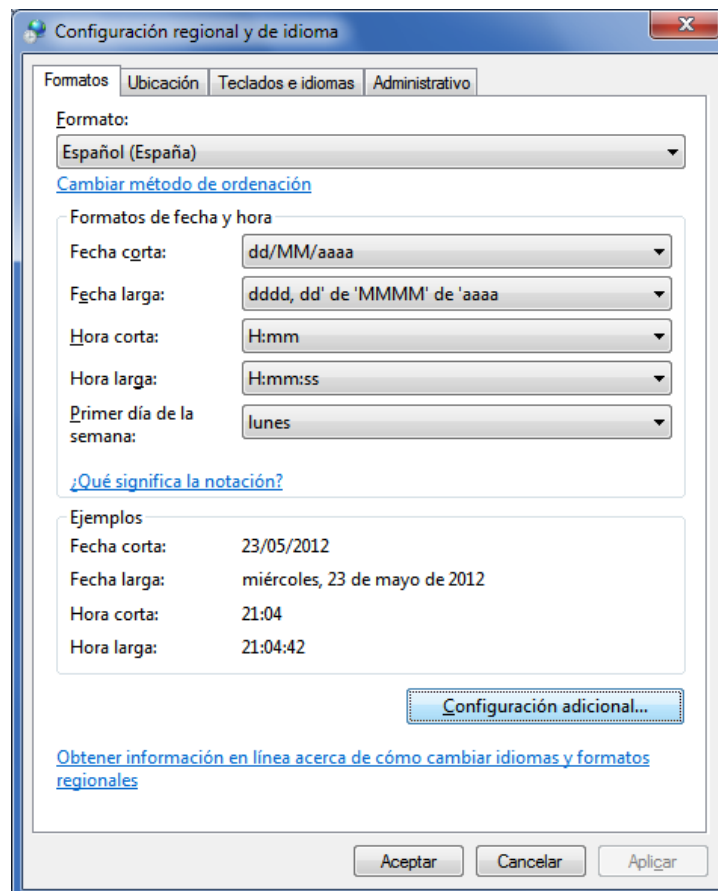 Configuración regional y de idioma
Formatos Ubicación Teclados e idiomas Administrativo
Formato:
Español (España)
Cambiar método de ordenación
Formatos de fecha y hora
Fecha corta: dd/MM/aaaa
Fecha larga: dddd, dd' de 'MMMM' de 'aaaa
Hora corta: H:mm
Hora larga: H:mm:ss
Primer día de la
semana: lunes
¿Qué significa la notación?
Ejemplos
Fecha corta: 23/05/2012
Fecha larga: miércoles, 23 de mayo de 2012
Hora corta: 21:04
Hora larga: 21:04:42
Configuración adicional...
Obtener información en línea acerca de cómo cambiar idiomas y formatos
regionales
Aceptar Cancelar Aplicar